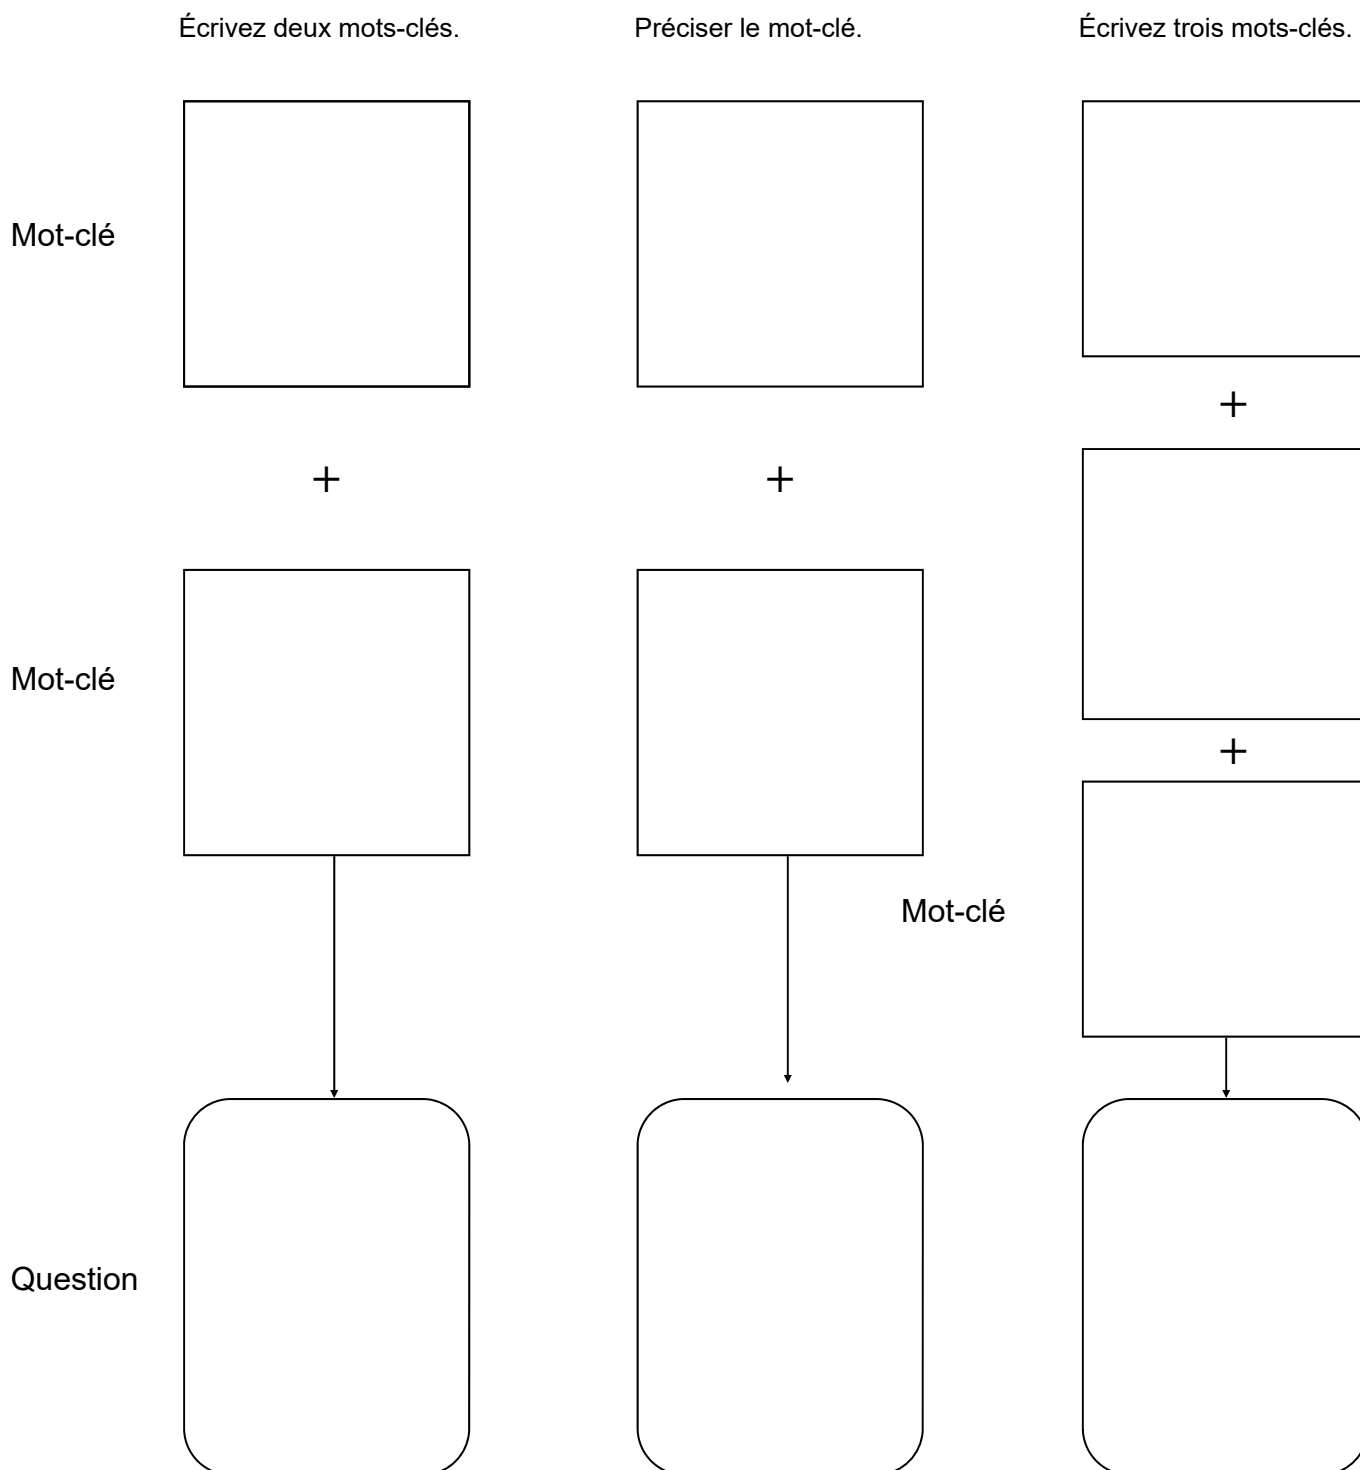 Écrivez deux mots-clés.
Préciser le mot-clé.
Écrivez trois mots-clés.
Mot-clé
+
+
+
Mot-clé
+
Mot-clé
Question